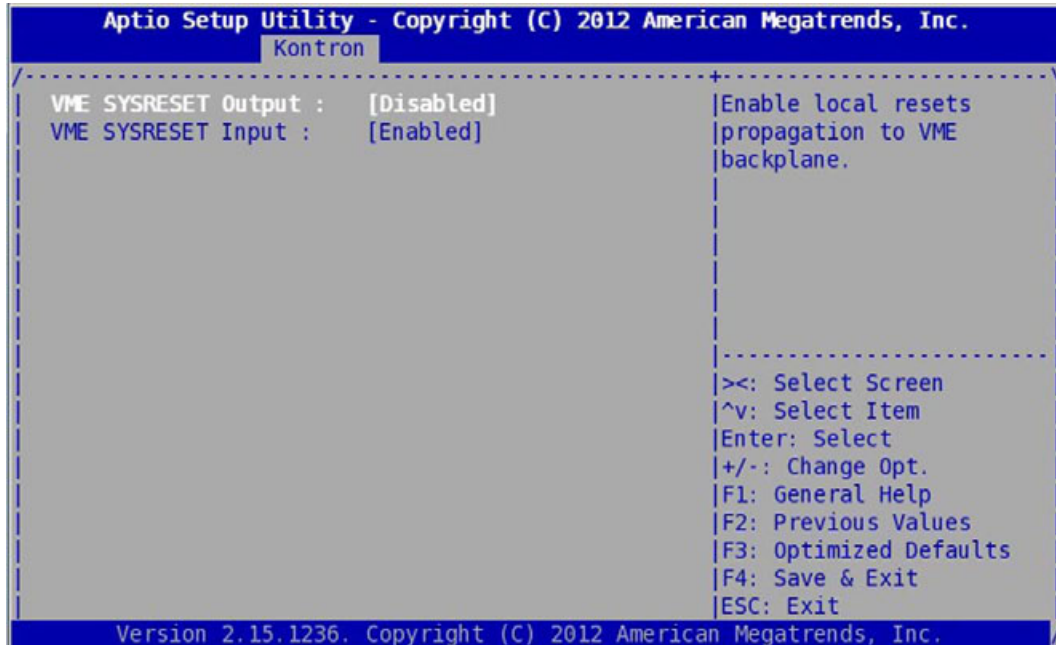 Aptio Setup Utility - Copyright (C) 2012 American Megatrends, Inc.
Kontron
VME SYSRESET Output : [Disabled]
VME SYSRESET Input : [Enabled]
Enable local resets
propagation to VME
backplane.
><: Select Screen
^v: Select Item
Enter: Select
+/-: Change Opt.
F1: General Help
F2: Previous Values
F3: Optimized Defaults
F4: Save & Exit
ESC: Exit
Version 2.15.1236. Copyright (C) 2012 American Megatrends, Inc.